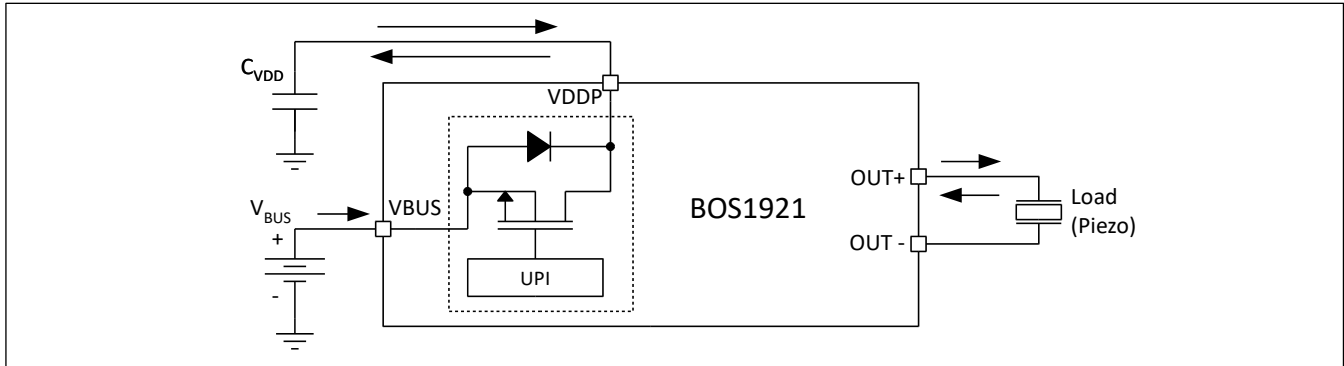 C_VDD
VDDP
V_BUS
+
-
VBUS
UPI
BOS1921
OUT+
OUT -
Load
(Piezo)